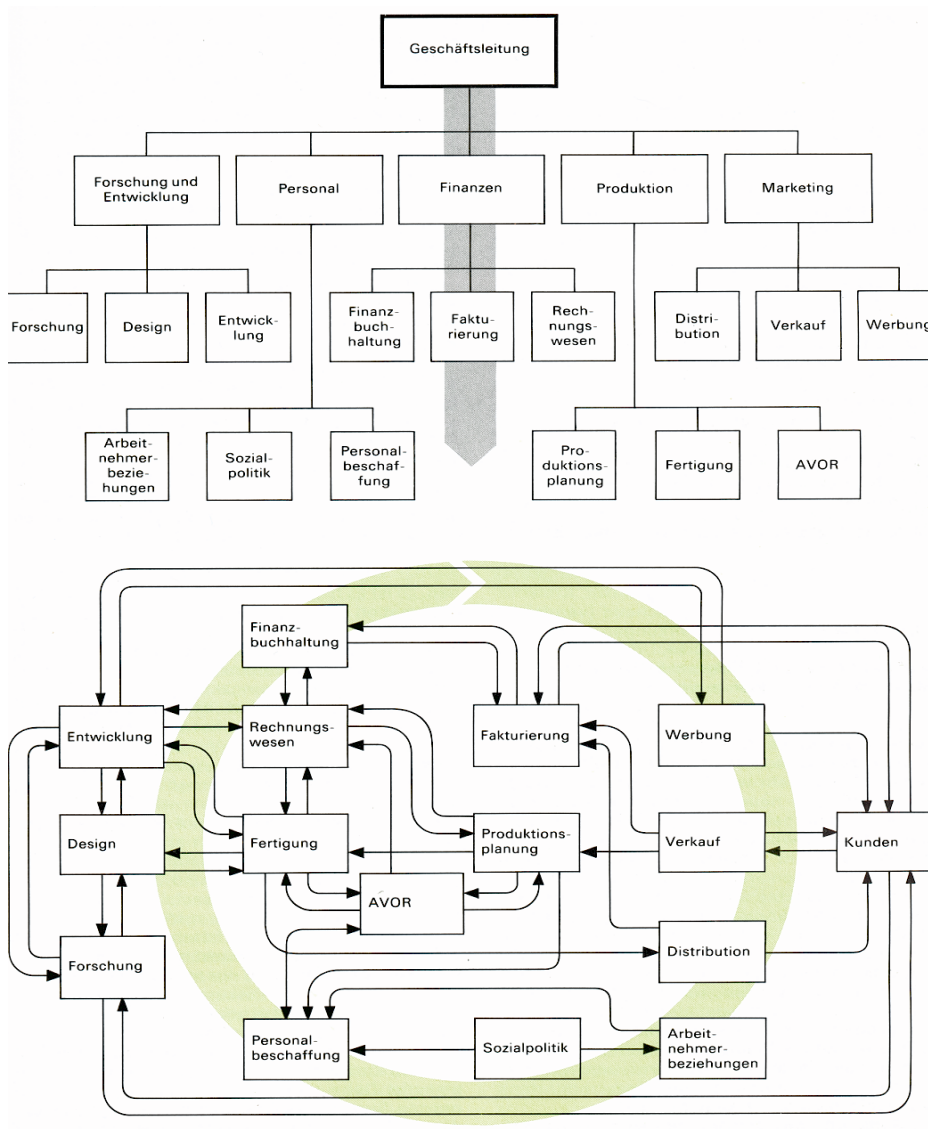 Geschäftsleitung
Forschung und
Entwicklung
Personal
Finanzen
Produktion
Marketing
Forschung
Design
Entwick-
lung
Finanz-
buch-
haltung
Faktu-
rierung
Rech-
nungs-
wesen
Distri-
bution
Verkauf
Werbung
Arbeit-
nehmer-
bezie-
hungen
Sozial-
politik
Personal-
beschaf-
fung
Pro-
duktions-
planung
Fertigung
AVOR
Finanz-
buchhaltung
Entwicklung
Rechnungs-
wesen
Fakturierung
Werbung
Design
Fertigung
Produktions-
planung
Verkauf
Kunden
AVOR
Forschung
Distribution
Personal-
beschaffung
Sozialpolitik
Arbeit-
nehmer-
beziehungen